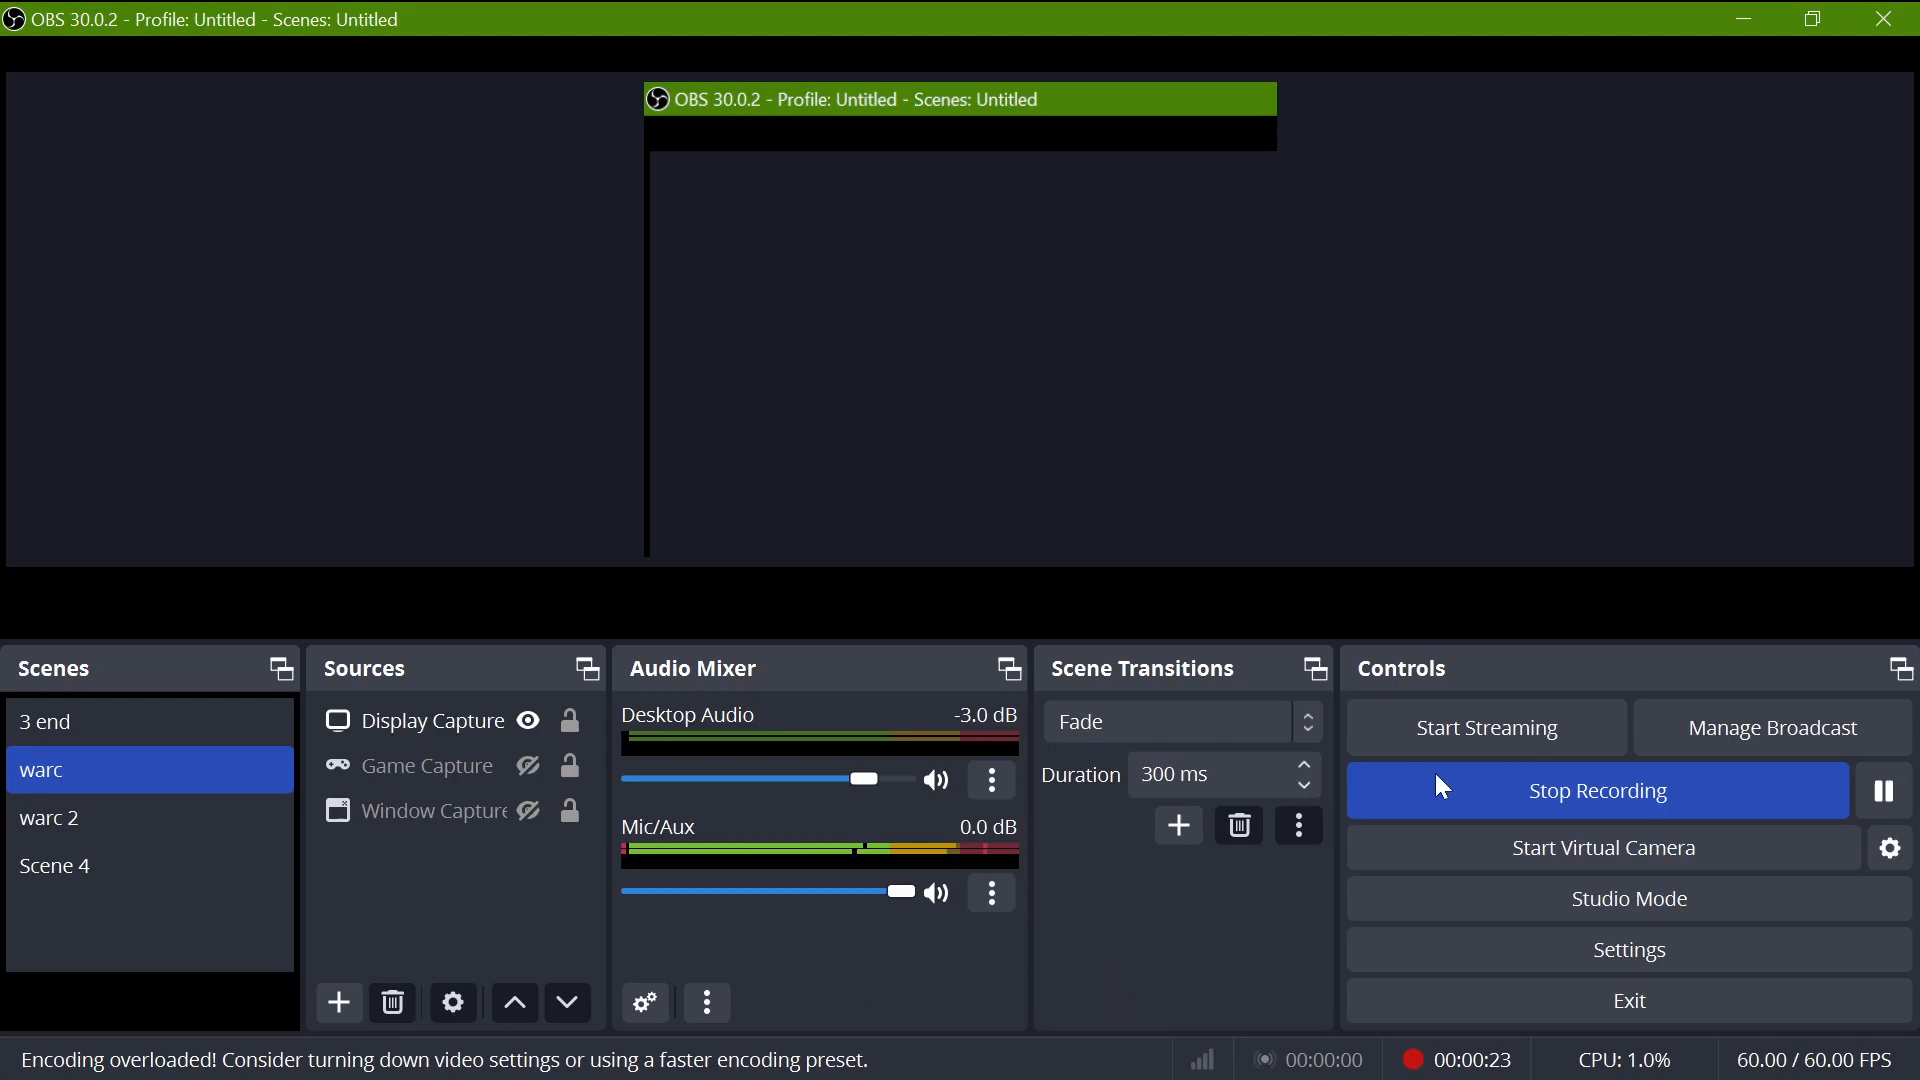 OBS 30.0.2 - Profile: Untitled - Scenes: Untitled
OBS 30.0.2 - Profile: Untitled - Scenes: Untitled
Scenes
3 end
warc
warc 2
Scene 4
Sources
Display Capture
Game Capture
Window Capture
Audio Mixer
Desktop Audio -3.0 dB
Mic/Aux 0.0 dB
Scene Transitions
Fade
Duration 300 ms
Controls
Start Streaming Manage Broadcast
Stop Recording
Start Virtual Camera
Studio Mode
Settings
Exit
Encoding overloaded! Consider turning down video settings or using a faster encoding preset. 00:00:00 00:00:23 CPU: 1.0% 60.00 / 60.00 FPS